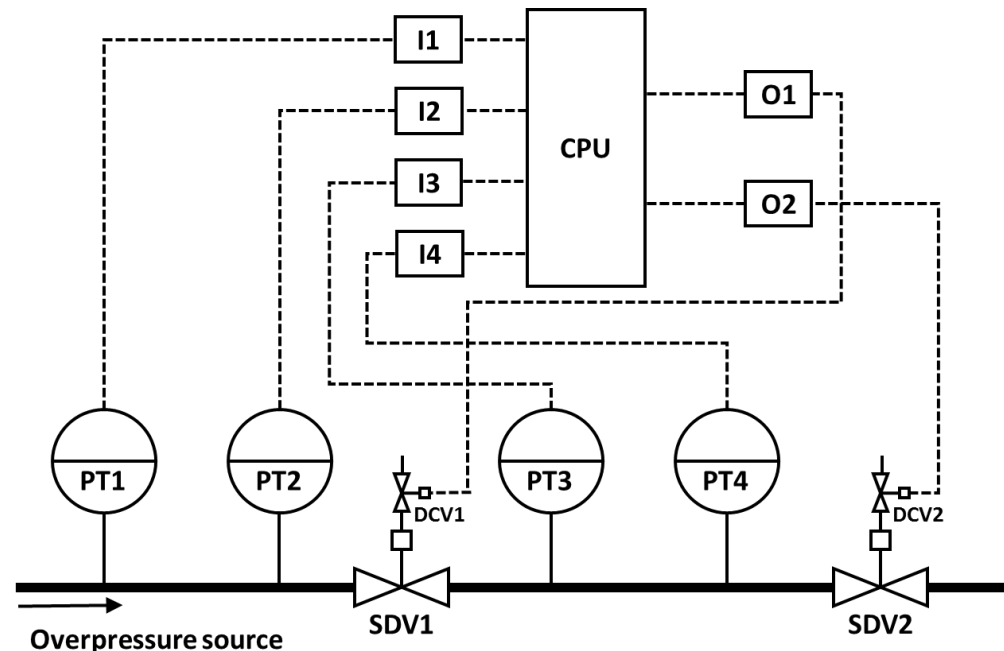 I1
I2
I3
I4
CPU
O1
O2
PT1
PT2
PT3
PT4
DCV1
DCV2
SDV1
SDV2
Overpressure source